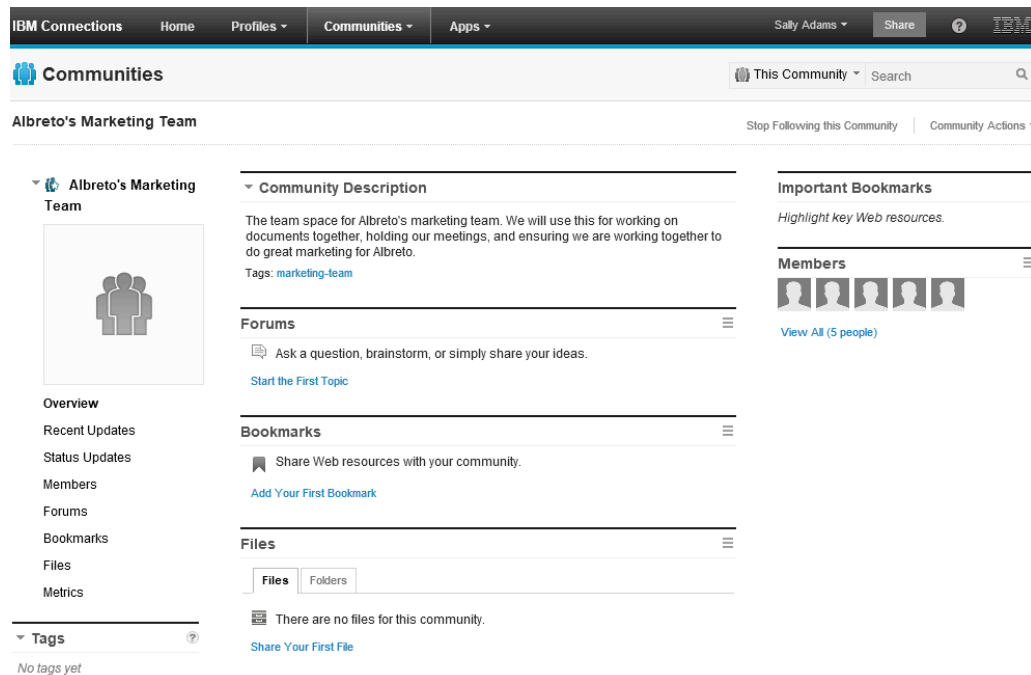 IBM Connections Home Profiles Communities Apps Sally Adams Share ? IBM
Communities This Community Search
Albreto's Marketing Team Stop Following this Community Community Actions
Albreto's Marketing
Team
Overview
Recent Updates
Status Updates
Members
Forums
Bookmarks
Files
Metrics
Tags ?
No tags yet
Community Description
The team space for Albreto's marketing team. We will use this for working on
documents together, holding our meetings, and ensuring we are working together to
do great marketing for Albreto.
Tags: marketing-team
Forums
Ask a question, brainstorm, or simply share your ideas.
Start the First Topic
Bookmarks
Share Web resources with your community.
Add Your First Bookmark
Files
Files Folders
There are no files for this community.
Share Your First File
Important Bookmarks
Highlight key Web resources.
Members
View All (5 people)